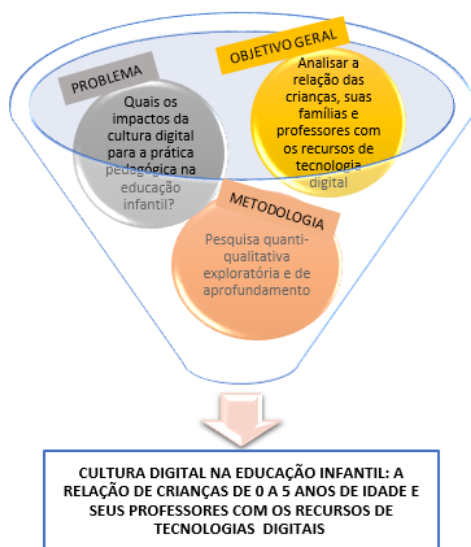 PROBLEMA
Quais os
impactos da
cultura digital
para a prática
pedagógica na
educação
infantil?
OBJETIVO GERAL
Analisar a
relação das
crianças, suas
famílias e
professores com
os recursos de
tecnologia
digital
METODOLOGIA
Pesquisa quanti-
qualitativa
exploratória e de
aprofundamento
CULTURA DIGITAL NA EDUCAÇÃO INFANTIL: A
RELAÇÃO DE CRIANÇAS DE 0 A 5 ANOS DE IDADE E
SEUS PROFESSORES COM OS RECURSOS DE
TECNOLOGIAS DIGITAIS